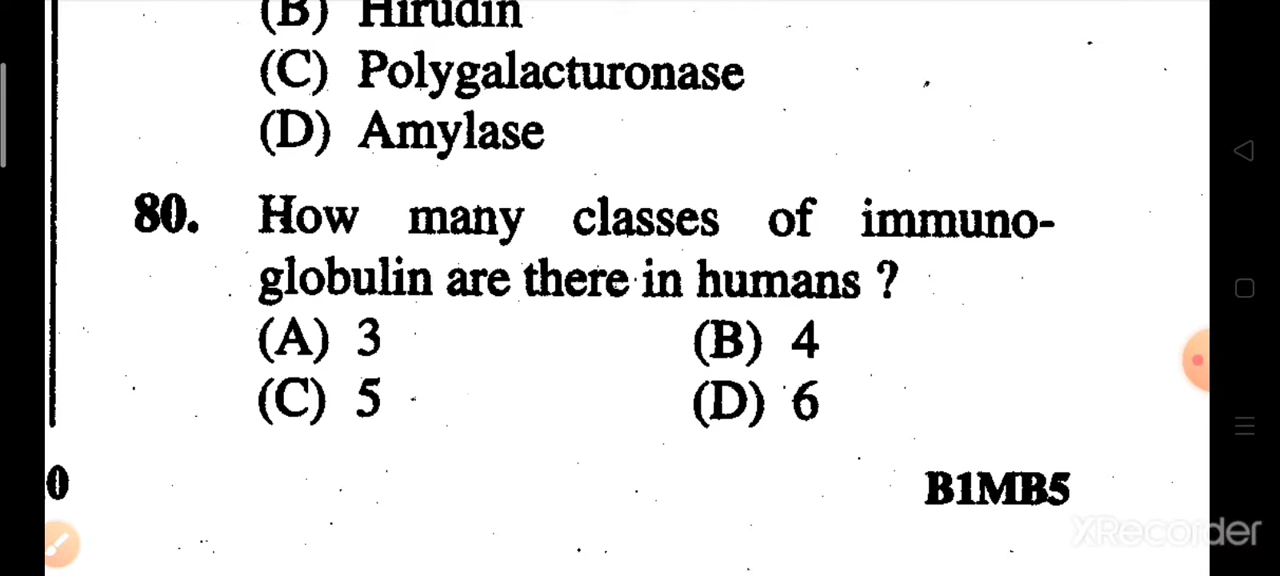 (B) Hirudin
(C) Polygalacturonase
(D) Amylase
80. How many classes of immuno-
globulin are there in humans ?
(A) 3 (B) 4
(C) 5 (D) 6
0 B1MB5
XRecorder